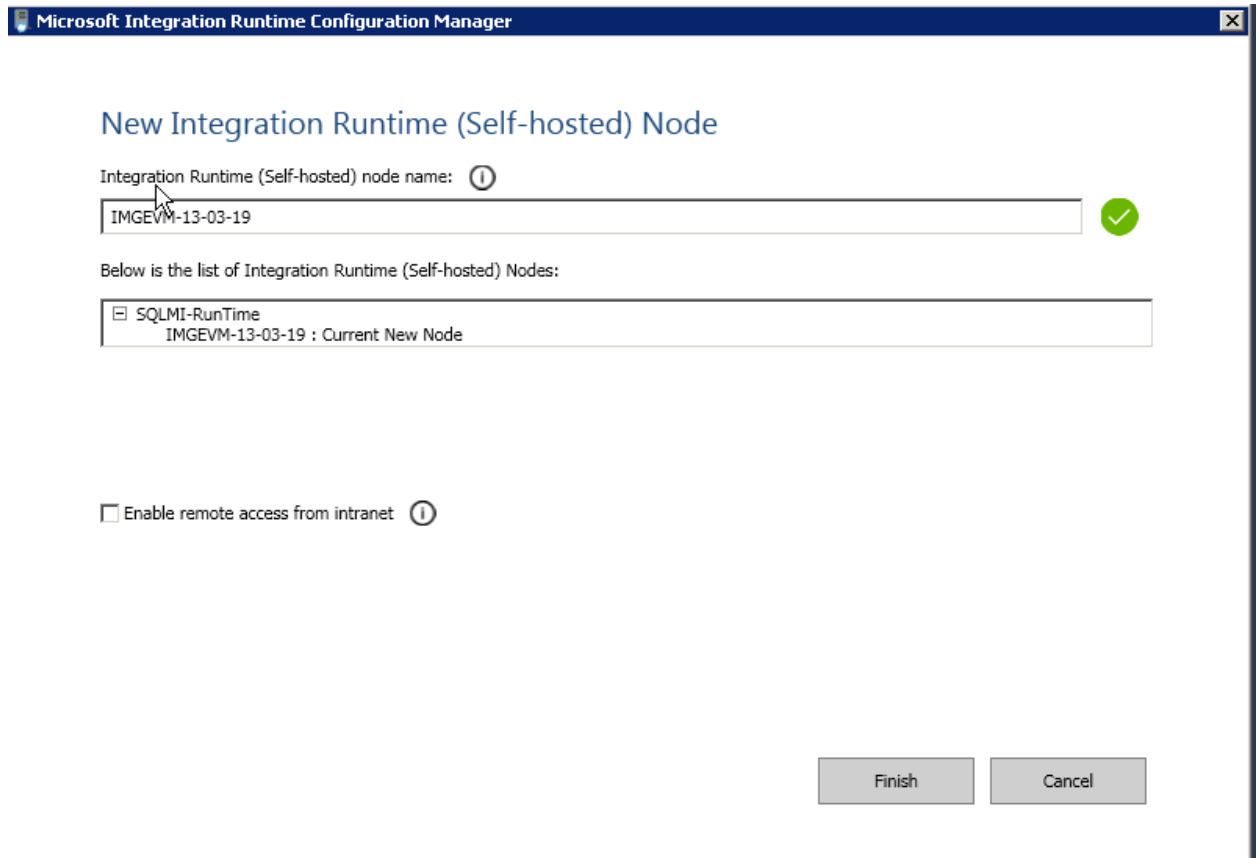 Microsoft Integration Runtime Configuration Manager
New Integration Runtime (Self-hosted) Node
Integration Runtime (Self-hosted) node name:
IMGEVM-13-03-19
Below is the list of Integration Runtime (Self-hosted) Nodes:
SQLMI-RunTime
IMGEVM-13-03-19 : Current New Node
Enable remote access from intranet
Finish Cancel